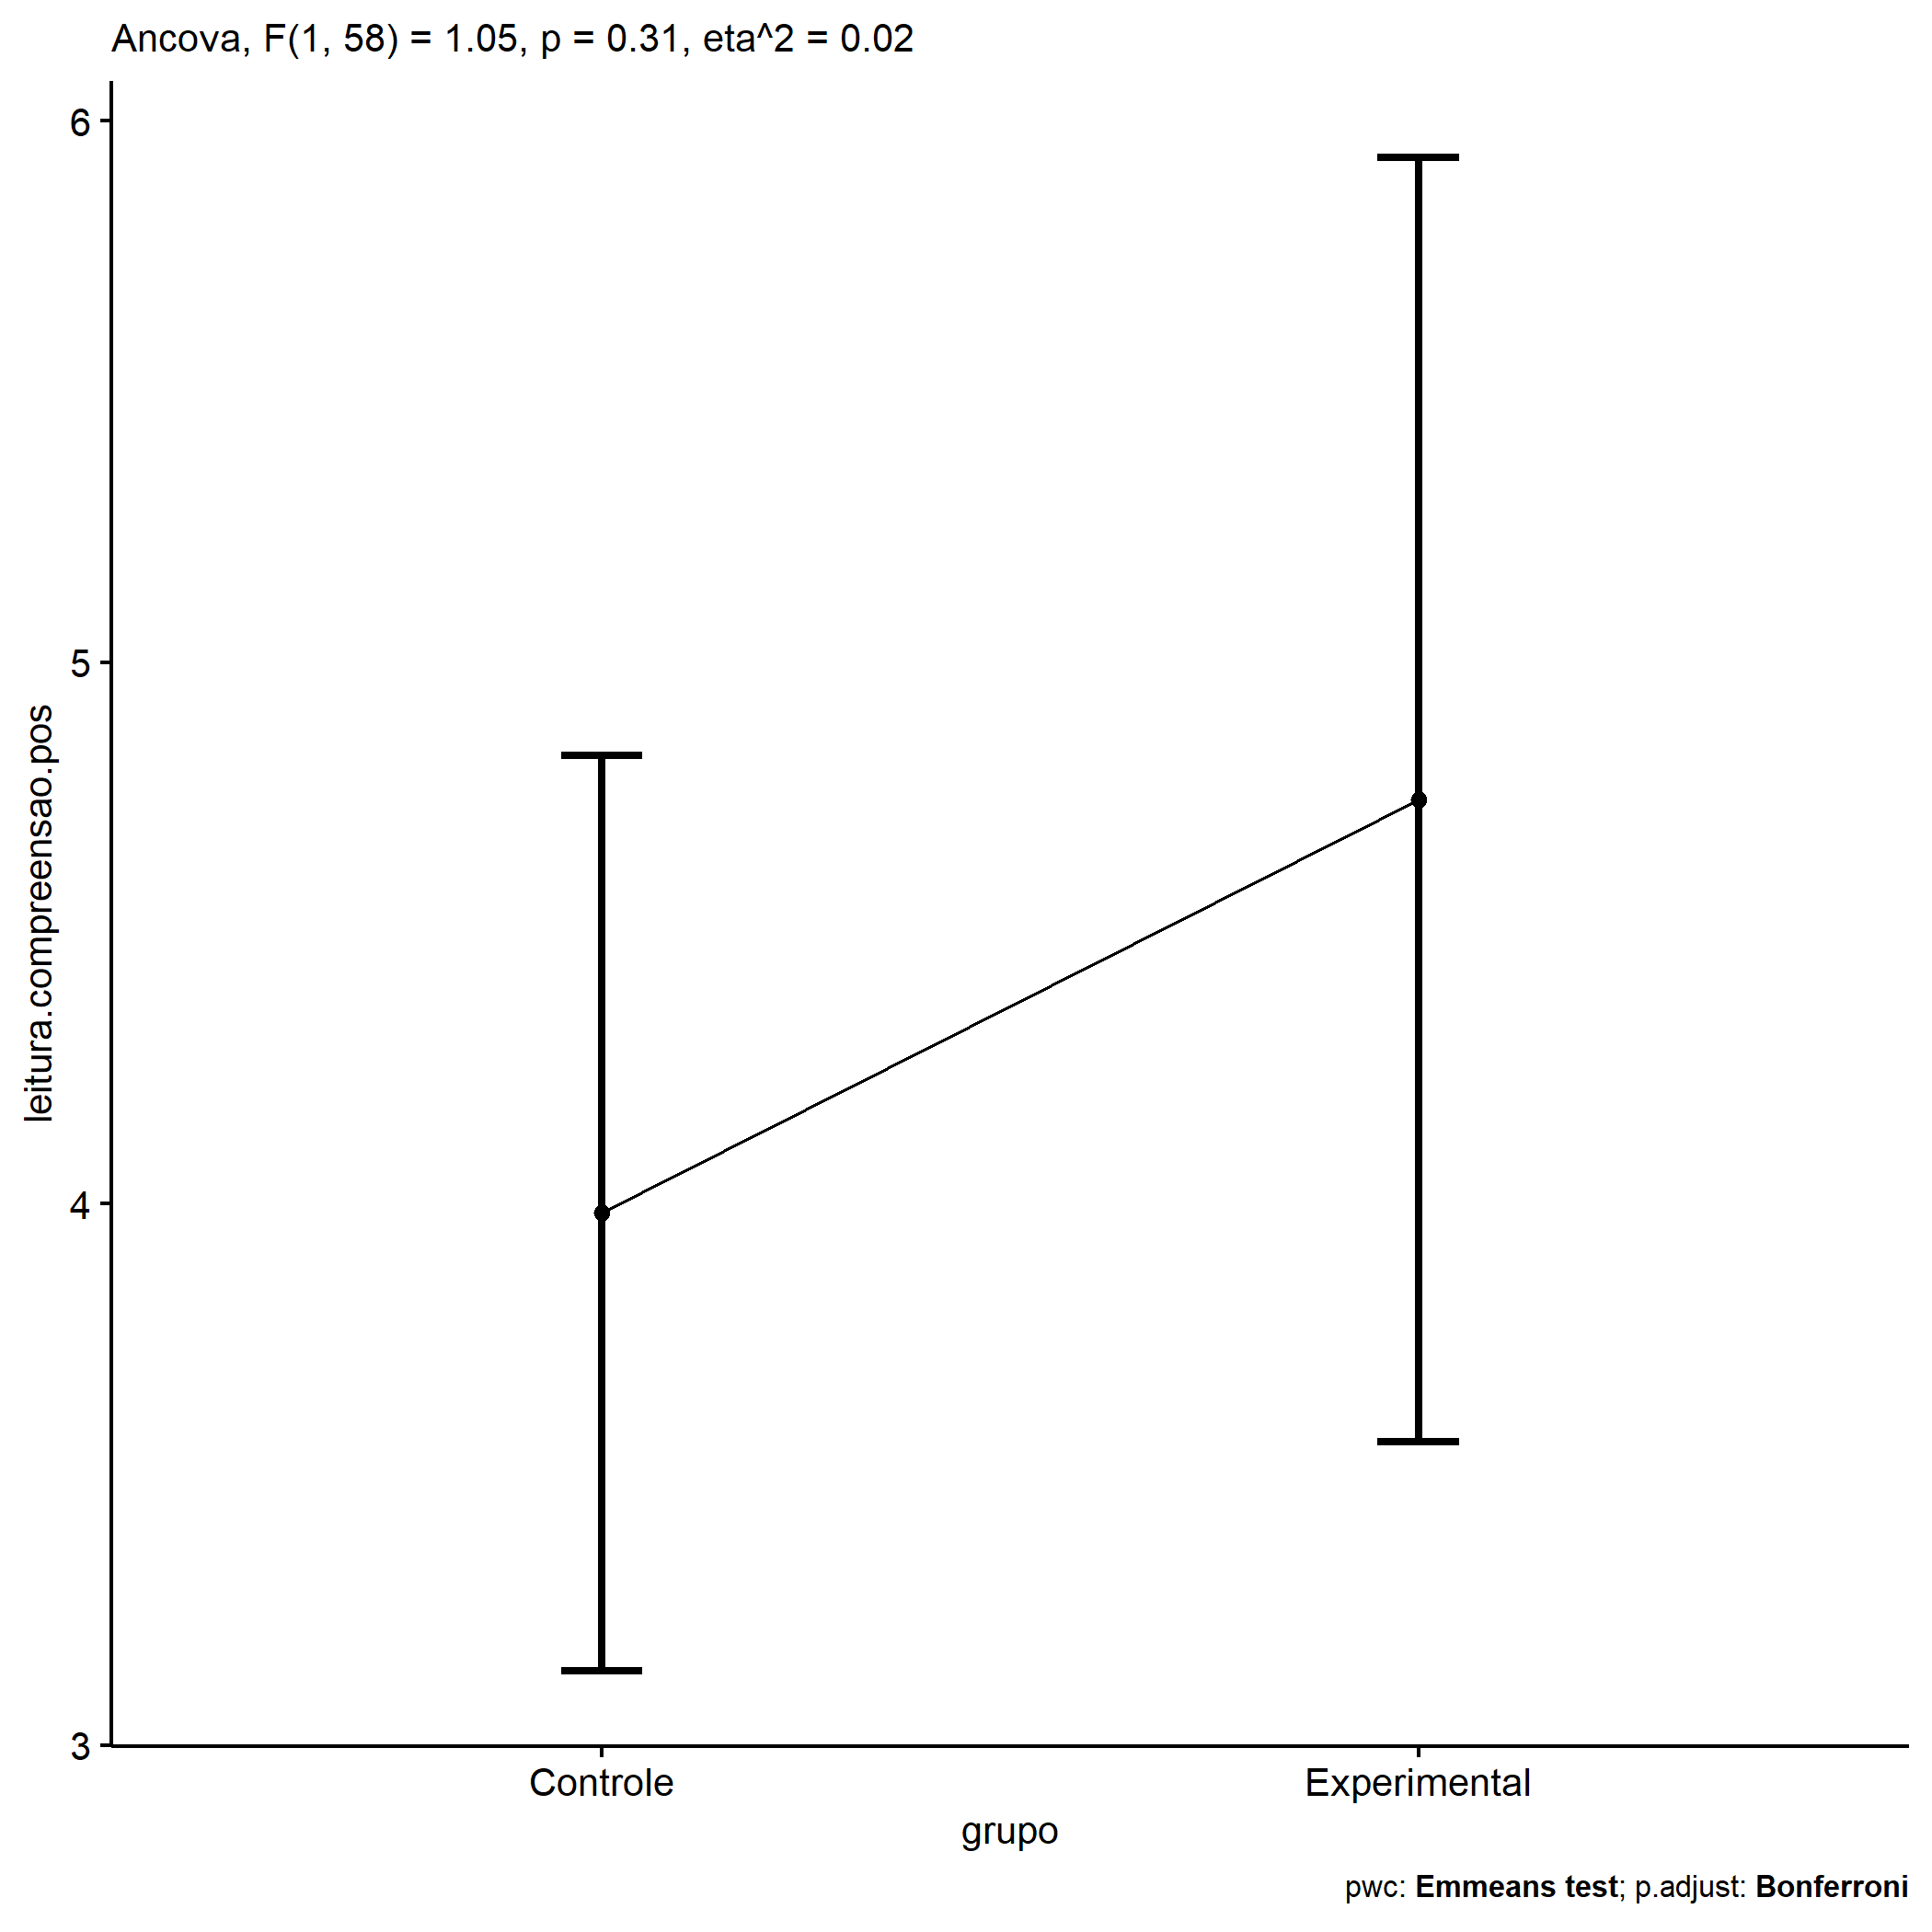 Ancova, F(1, 58) = 1.05, p = 0.31, eta^2 = 0.02
6
5
4
3
leitura.compreensao.pos
Controle
Experimental
grupo
pwc: Emmeans test; p.adjust: Bonferroni